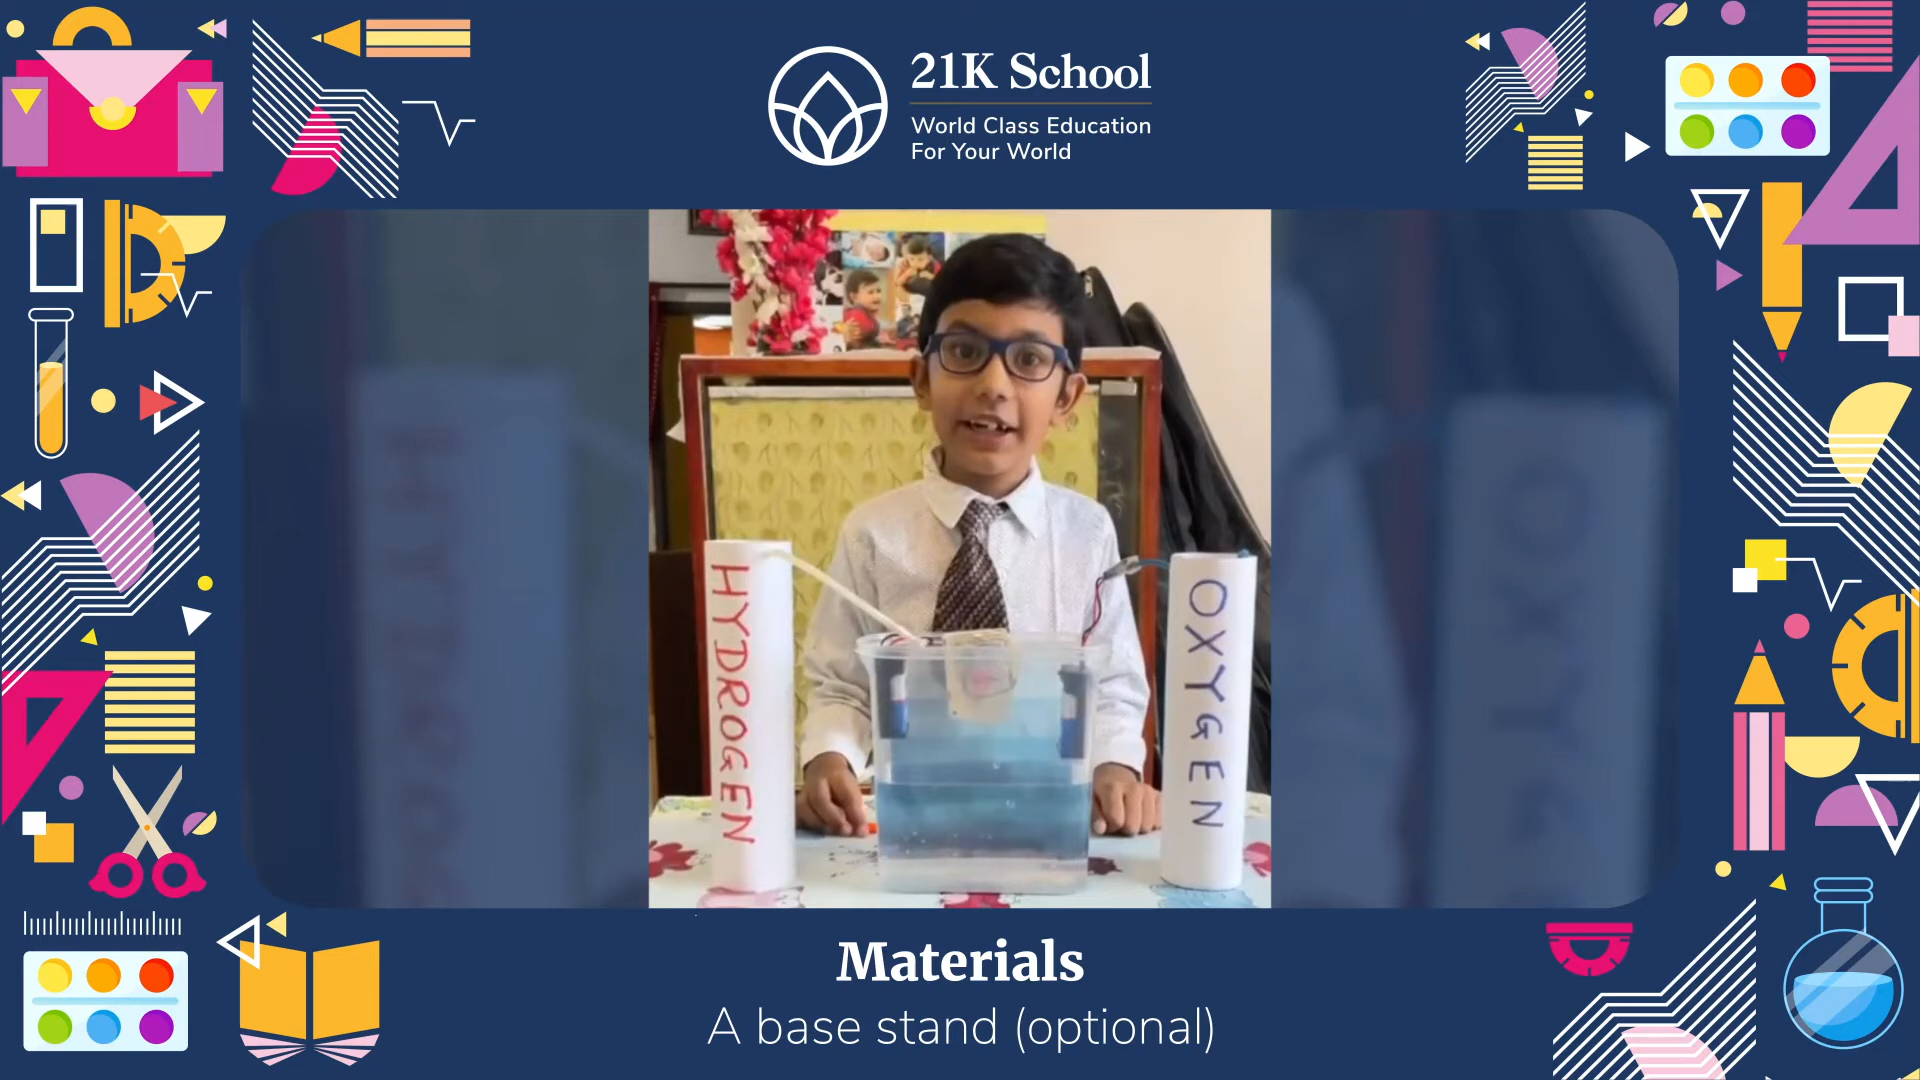 21K School
World Class Education
For Your World
HYDROGEN
OXYGEN
Materials
A base stand (optional)